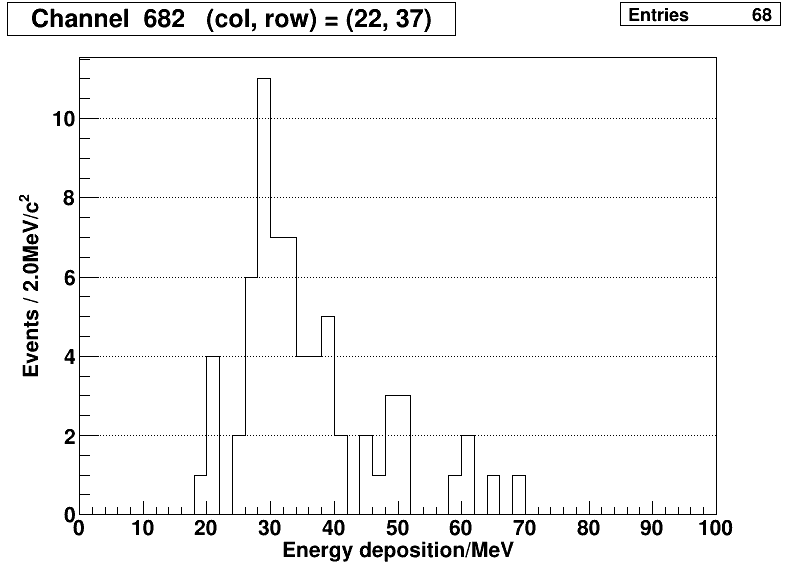 Channel 682 (col, row) = (22, 37)
Entries 68
Events / 2.0MeV/c²
10
8
6
4
2
0
0 10 20 30 40 50 60 70 80 90 100
Energy deposition/MeV